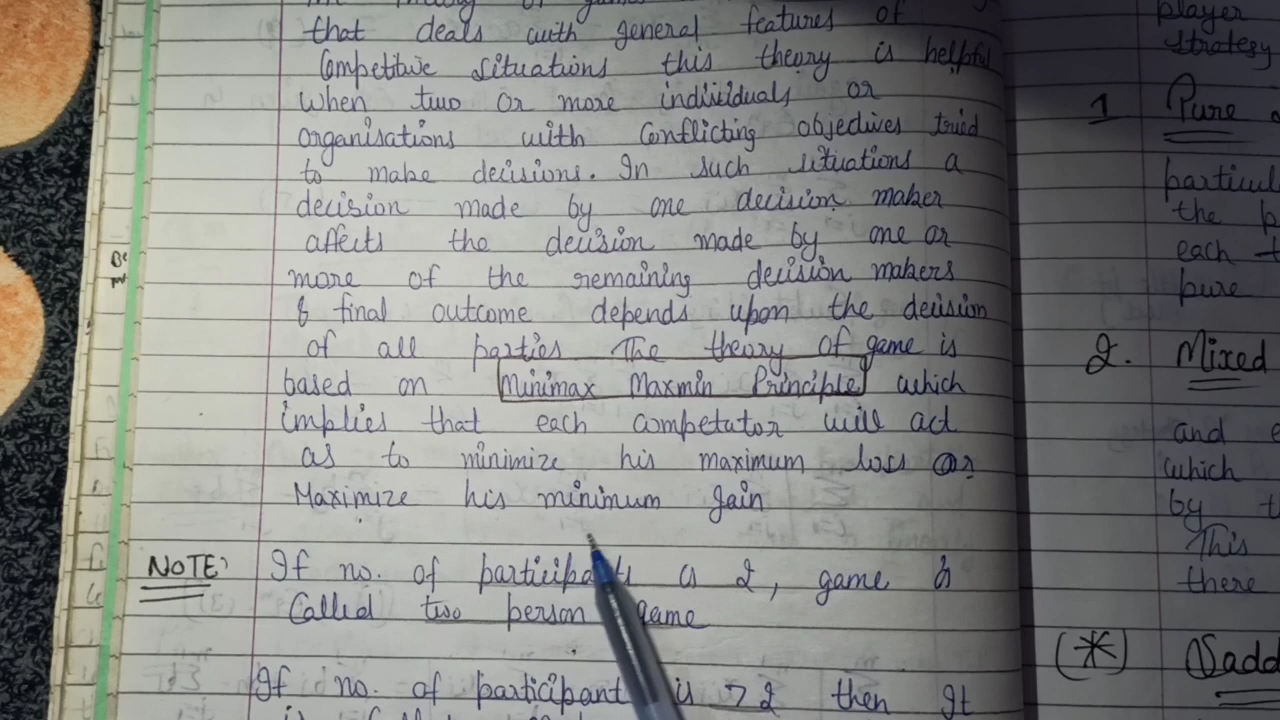 that deals with general features of
Competitive situations this theory is helpful
when two or more individuals or
organisations with Conflicting objectives tried
to make decisions. In such situations a
decision made by one decision maker
affects the decision made by one or
more of the remaining decision makers
& final outcome depends upon the decision
of all parties The theory of game is
based on Minimax Maxmin Principle which
implies that each competator will act
as to minimize his maximum loss or
Maximize his minimum gain
NOTE: If no. of participants is 2, game is
Called two person game
If no. of participant is >2 then It
player
strategy
1 Pure
particul
the p
each t
pure
2. Mixed
and e
which
by t
This
there
(*) Sadd